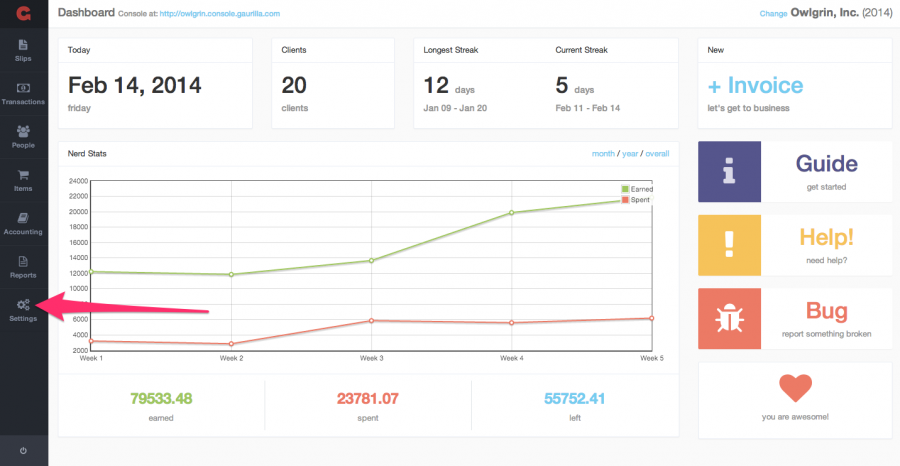 Dashboard Console at: http://owlgrin.console.gaurilla.com
Change Owlgrin, Inc. (2014)
Slips
Transactions
People
Items
Accounting
Reports
Settings
Today
Feb 14, 2014
friday
Clients
20
clients
Longest Streak
12 days
Jan 09 - Jan 20
Current Streak
5 days
Feb 11 - Feb 14
New
+ Invoice
let's get to business
Nerd Stats
month / year / overall
24000
22000
20000
18000
16000
14000
12000
10000
8000
6000
4000
2000
Earned
Spent
Week 1
Week 2
Week 3
Week 4
Week 5
79533.48
earned
23781.07
spent
55752.41
left
Guide
get started
Help!
need help?
Bug
report something broken
you are awesome!